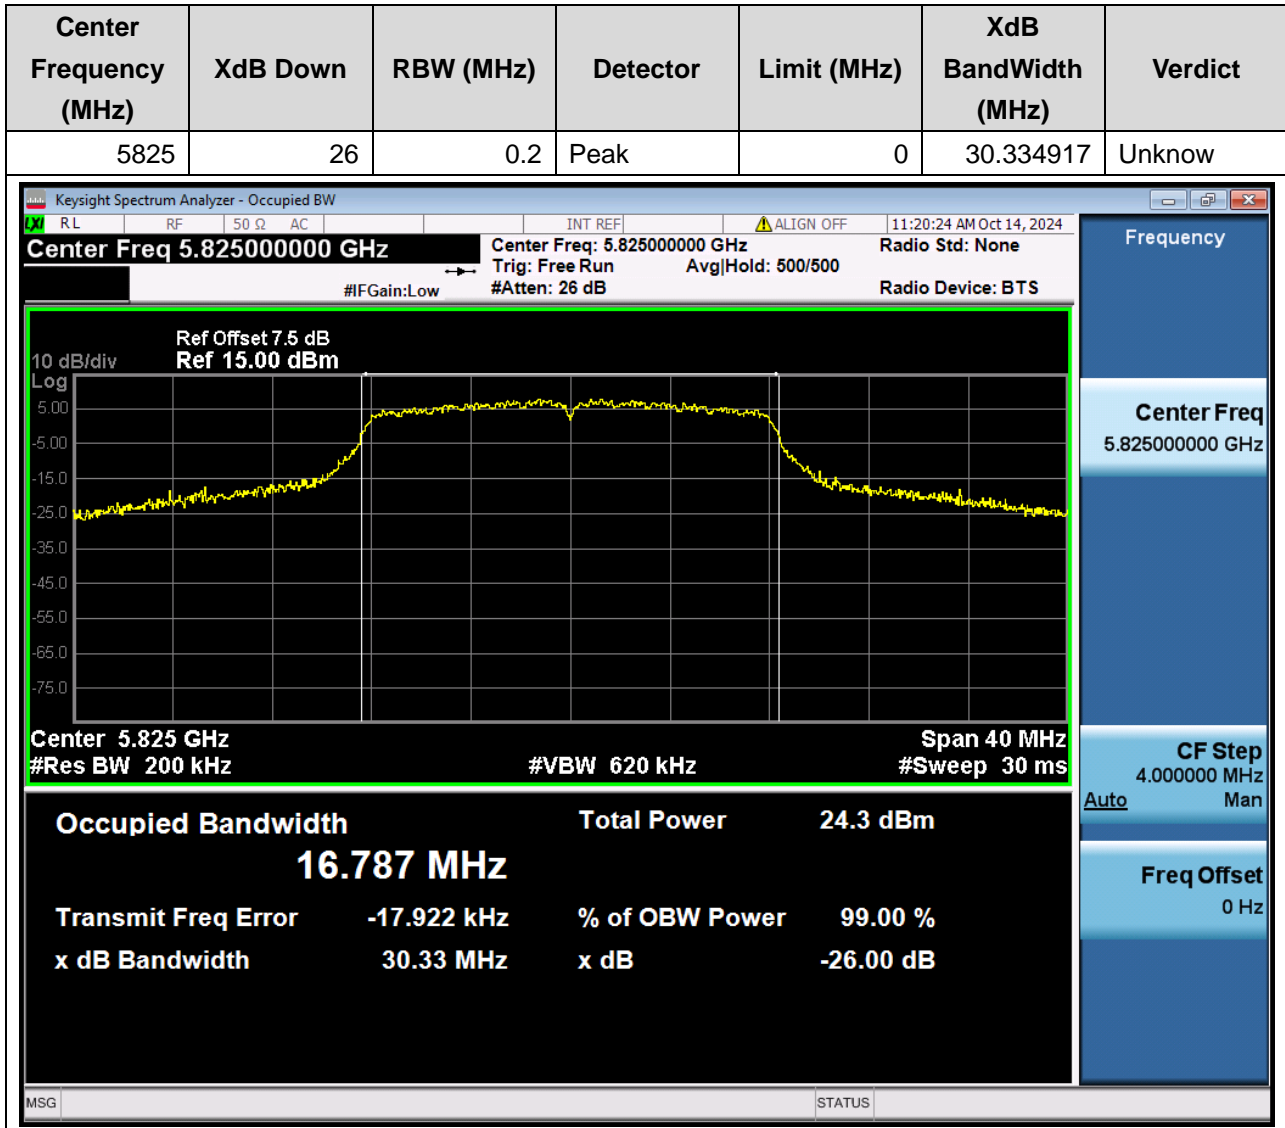 Center Frequency (MHz) XdB Down RBW (MHz) Detector Limit (MHz) XdB BandWidth (MHz) Verdict
5825 26 0.2 Peak 0 30.334917 Unknow
Keysight Spectrum Analyzer - Occupied BW
LXI RL RF 50 Ω AC INT REF ALIGN OFF 11:20:24 AM Oct 14, 2024
Center Freq 5.825000000 GHz
Center Freq: 5.825000000 GHz
Radio Std: None
Trig: Free Run Avg|Hold: 500/500
#IFGain:Low
#Atten: 26 dB
Radio Device: BTS
Ref Offset 7.5 dB
10 dB/div Ref 15.00 dBm
Log
5.00
-5.00
-15.0
-25.0
-35.0
-45.0
-55.0
-65.0
-75.0
Center 5.825 GHz Span 40 MHz
#Res BW 200 kHz #VBW 620 kHz #Sweep 30 ms
Occupied Bandwidth Total Power 24.3 dBm
16.787 MHz
Transmit Freq Error -17.922 kHz % of OBW Power 99.00 %
x dB Bandwidth 30.33 MHz x dB -26.00 dB
Frequency
Center Freq
5.825000000 GHz
CF Step
4.000000 MHz
Auto Man
Freq Offset
0 Hz
MSG STATUS